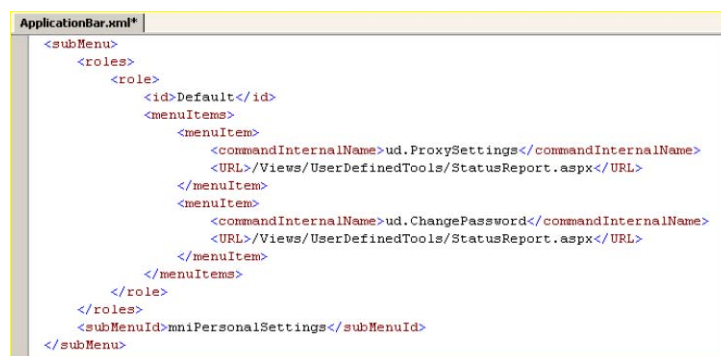 ApplicationBar.xml*
<subMenu>
<roles>
<role>
<id>Default</id>
<menuItems>
<menuItem>
<commandInternalName>ud.ProxySettings</commandInternalName>
<URL>/Views/UserDefinedTools/StatusReport.aspx</URL>
</menuItem>
<menuItem>
<commandInternalName>ud.ChangePassword</commandInternalName>
<URL>/Views/UserDefinedTools/StatusReport.aspx</URL>
</menuItem>
</menuItems>
</role>
</roles>
<subMenuId>mniPersonalSettings</subMenuId>
</subMenu>